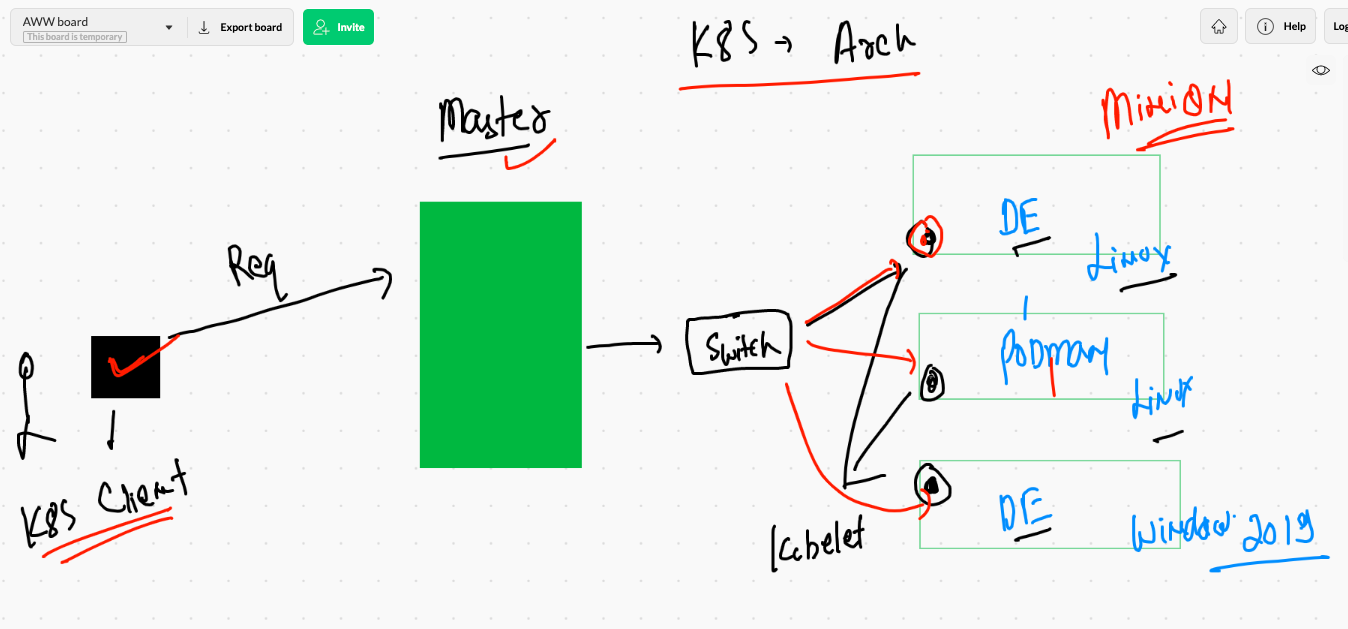 AWW board
This board is temporary
Export board
Invite
Help
Log
K8S → Arch
Master
MiniON
Req
DE
Linux
Switch
PODMAN
Linux
K8S Client
DE
Window 2019
Kubelet